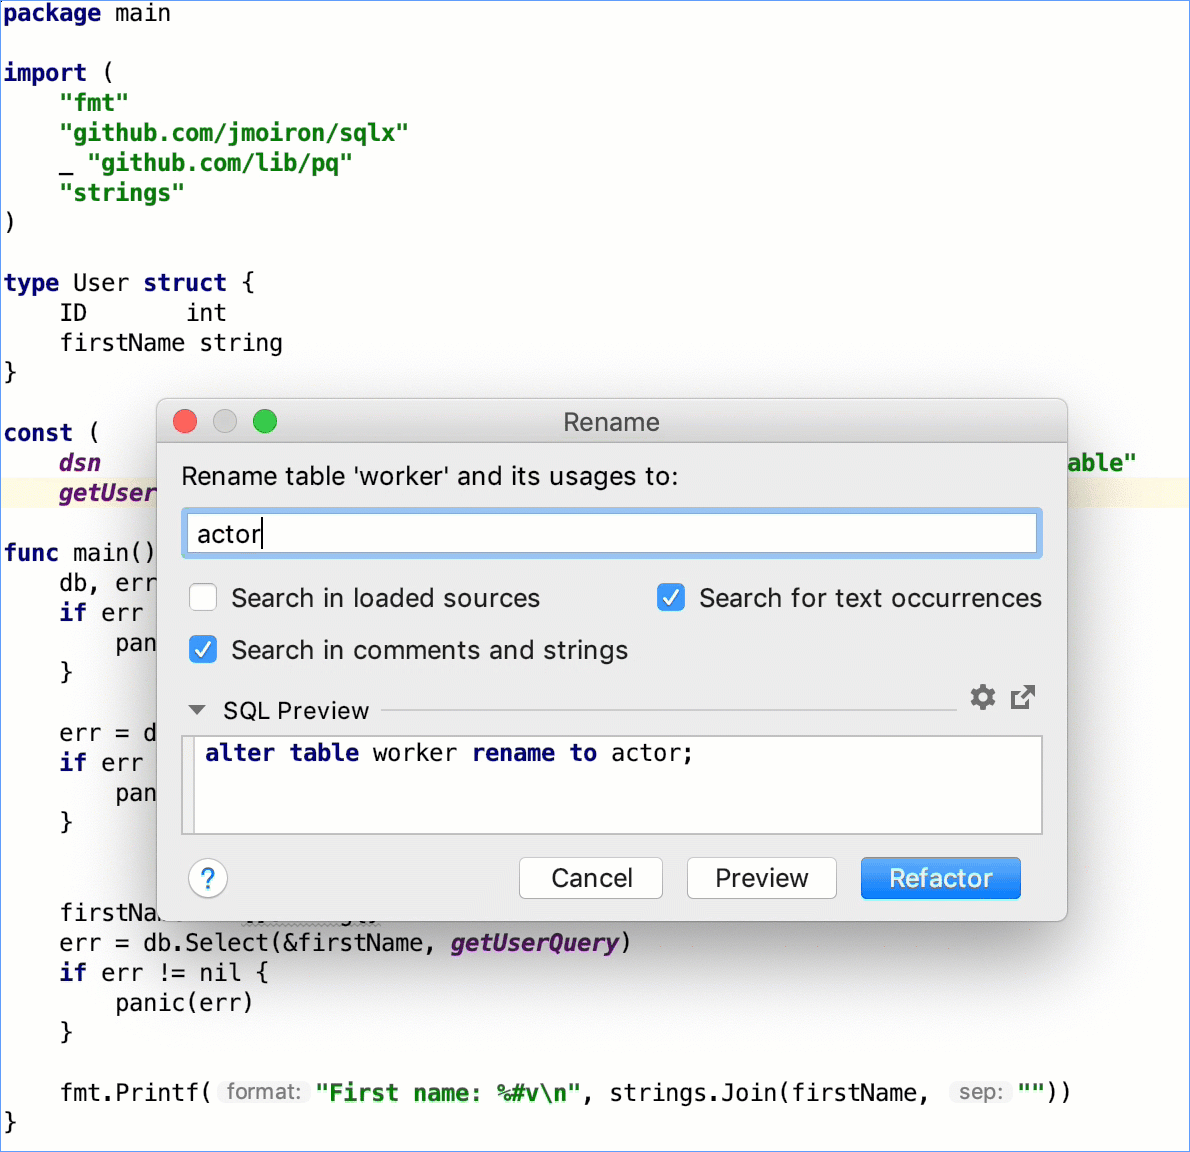 package main
import (
"fmt"
"github.com/jmoiron/sqlx"
_ "github.com/lib/pq"
"strings"
)
type User struct {
ID int
firstName string
}
const (
dsn able"
getUser
func main()
db, err
if err
pan
}
err = d
if err
pan
}
Rename
Rename table 'worker' and its usages to:
actor
Search in loaded sources
Search for text occurrences
Search in comments and strings
SQL Preview
alter table worker rename to actor;
?
Cancel
Preview
Refactor
firstNa
err = db.Select(&firstName, getUserQuery)
if err != nil {
panic(err)
}
fmt.Printf( format: "First name: %#v\n", strings.Join(firstName, sep: ""))
}